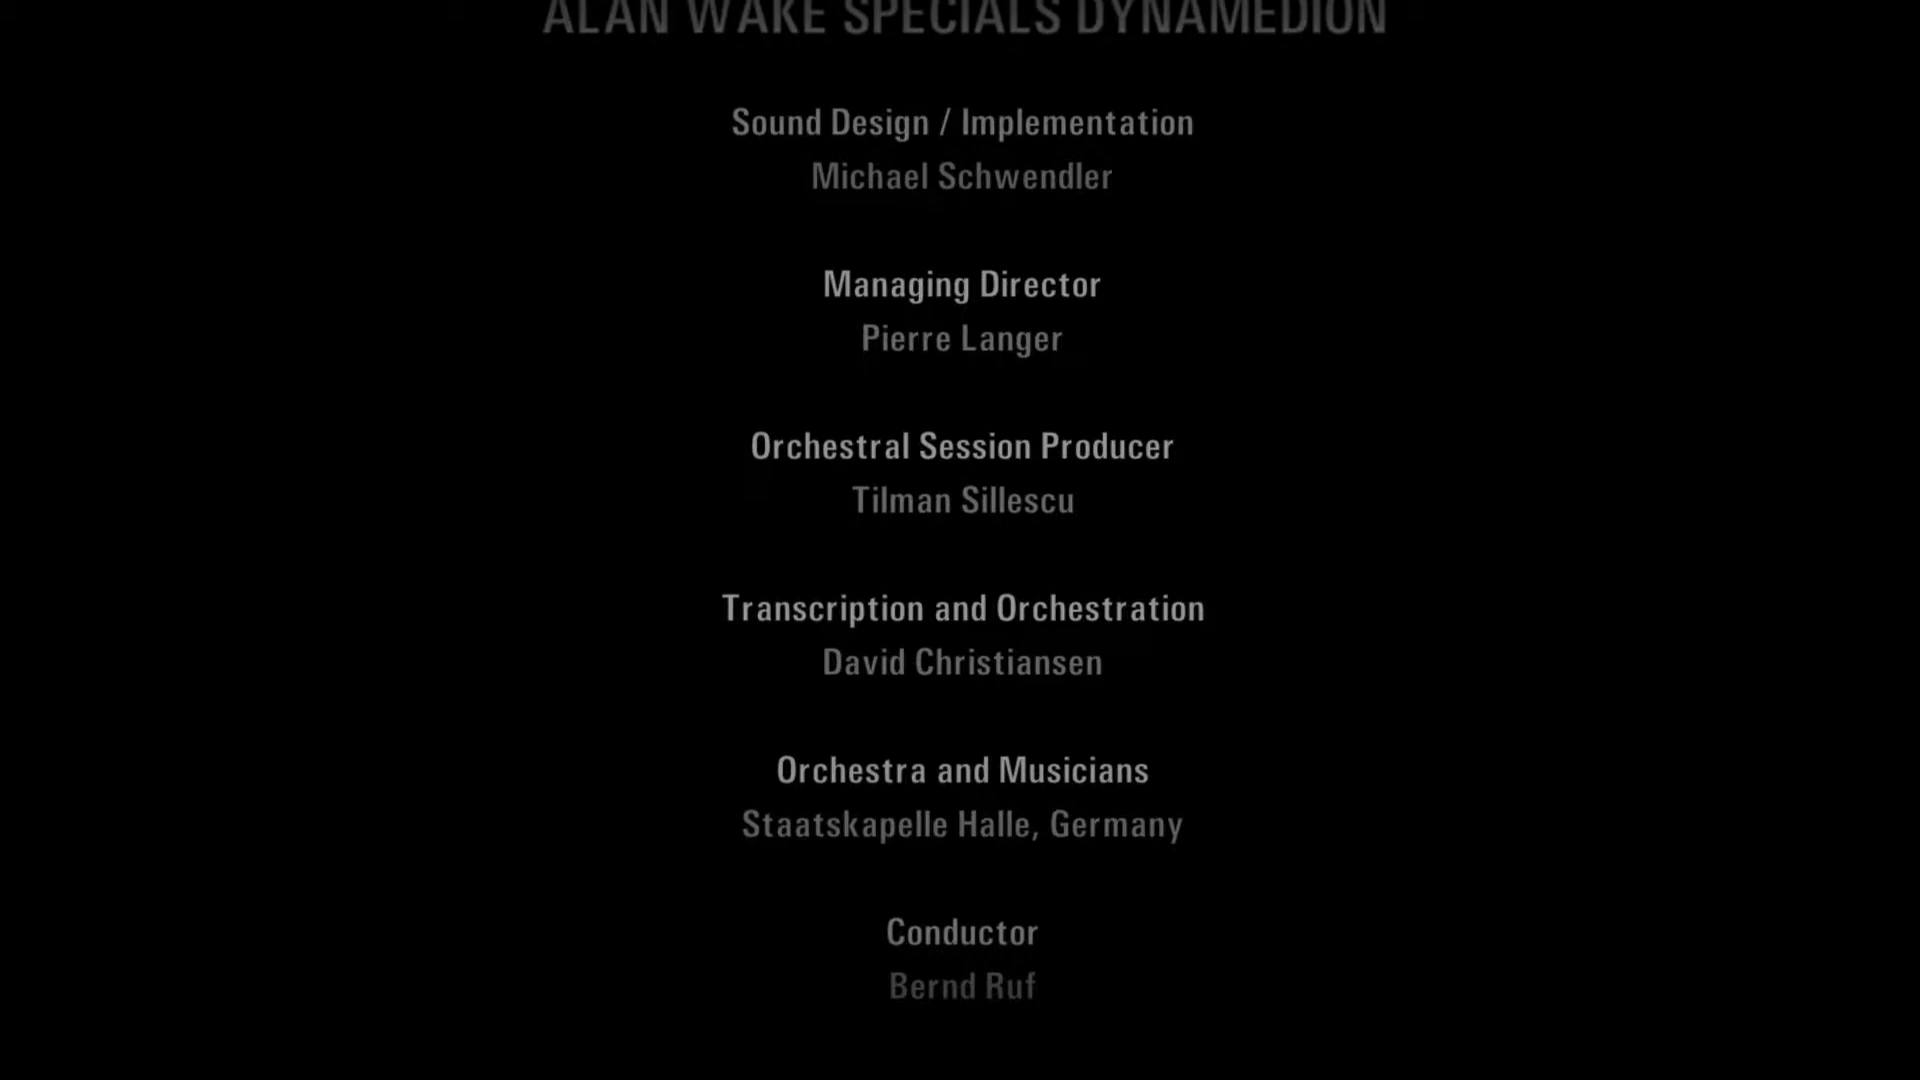 ALAN WAKE SPECIALS DYNAMEDION
Sound Design / Implementation
Michael Schwendler
Managing Director
Pierre Langer
Orchestral Session Producer
Tilman Sillescu
Transcription and Orchestration
David Christiansen
Orchestra and Musicians
Staatskapelle Halle, Germany
Conductor
Bernd Ruf